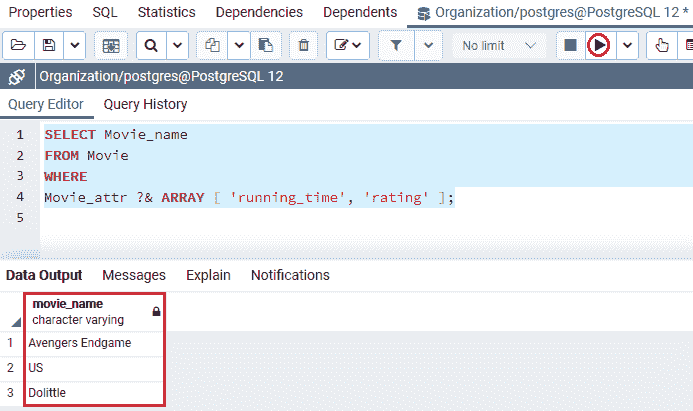 Properties SQL Statistics Dependencies Dependents Organization/postgres@PostgreSQL 12 *
No limit
Organization/postgres@PostgreSQL 12
Query Editor Query History
1 SELECT Movie_name
2 FROM Movie
3 WHERE
4 Movie_attr ?& ARRAY [ 'running_time', 'rating' ];
5
Data Output Messages Explain Notifications
movie_name
character varying
1 Avengers Endgame
2 US
3 Dolittle